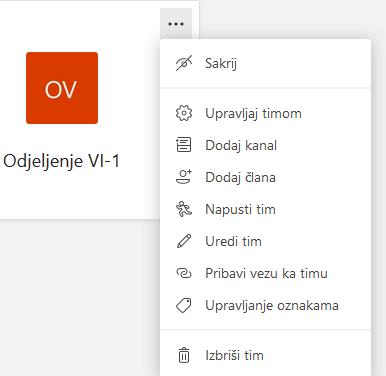 OV
Odjeljenje VI-1
Sakrij
Upravljaj timom
Dodaj kanal
Dodaj člana
Napusti tim
Uredi tim
Pribavi vezu ka timu
Upravljanje oznakama
Izbriši tim